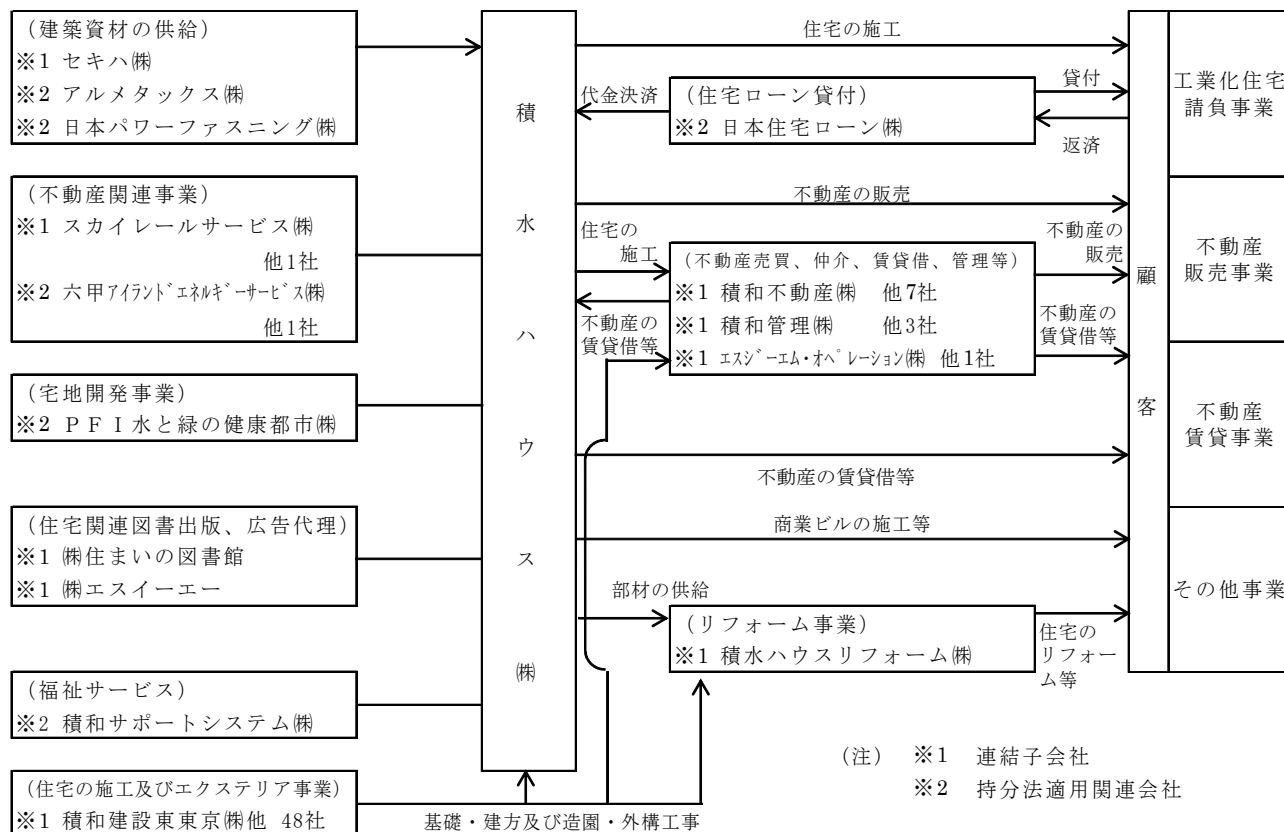 (建築資材の供給)
※1 セキハ㈱
※2 アルメタックス㈱
※2 日本パワーファスニング㈱
(不動産関連事業)
※1 スカイレールサービス㈱
他1社
※2 六甲アイランドエネルギーサービス㈱
他1社
(宅地開発事業)
※2 PFI水と緑の健康都市㈱
(住宅関連図書出版、広告代理)
※1 ㈱住まいの図書館
※1 ㈱エスイーエー
(福祉サービス)
※2 積和サポートシステム㈱
(住宅の施工及びエクステリア事業)
※1 積和建設東東京㈱他 48社
積水ハウス㈱
住宅の施工
代金決済
(住宅ローン貸付)
※2 日本住宅ローン㈱
貸付
返済
不動産の販売
住宅の
施工
不動産の
賃貸借等
(不動産売買、仲介、賃貸借、管理等)
※1 積和不動産㈱ 他7社
※1 積和管理㈱ 他3社
※1 エスジーエム・オペレーション㈱ 他1社
不動産の
販売
不動産の
賃貸借等
不動産の賃貸借等
商業ビルの施工等
部材の供給
(リフォーム事業)
※1 積水ハウスリフォーム㈱
住宅の
リフォー
ム等
基礎・建方及び造園・外構工事
顧客
工業化住宅
請負事業
不動産
販売事業
不動産
賃貸事業
その他事業
(注) ※1 連結子会社
※2 持分法適用関連会社